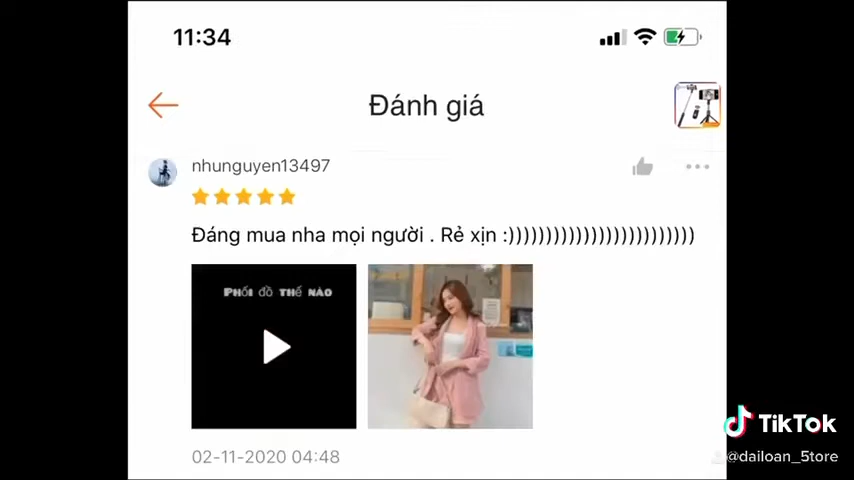 11:34
Đánh giá
nhunguyen13497
Đáng mua nha mọi người . Rẻ xịn :)))))))))))))))))))))))))
PHỐI ĐỒ THẾ NÀO
02-11-2020 04:48
TikTok
@dailoan_5tore